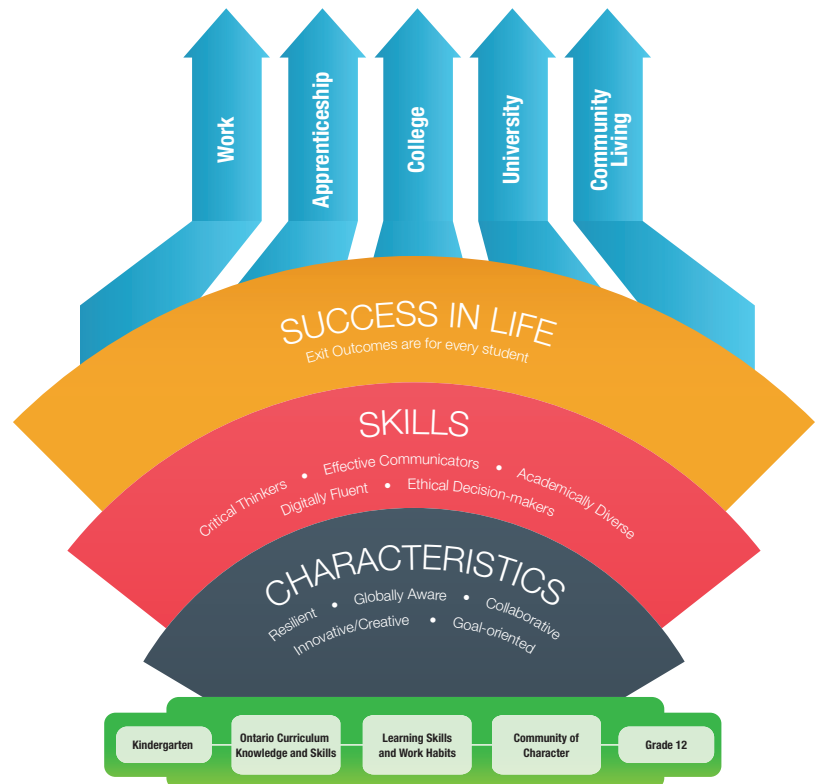 Work
Apprenticeship
College
University
Community
Living
SUCCESS IN LIFE
Exit Outcomes are for every student
SKILLS
Critical Thinkers • Effective Communicators • Academically Diverse
Digitally Fluent • Ethical Decision-makers
CHARACTERISTICS
Resilient • Globally Aware • Collaborative
Innovative/Creative • Goal-oriented
Kindergarten
Ontario Curriculum
Knowledge and Skills
Learning Skills
and Work Habits
Community of
Character
Grade 12